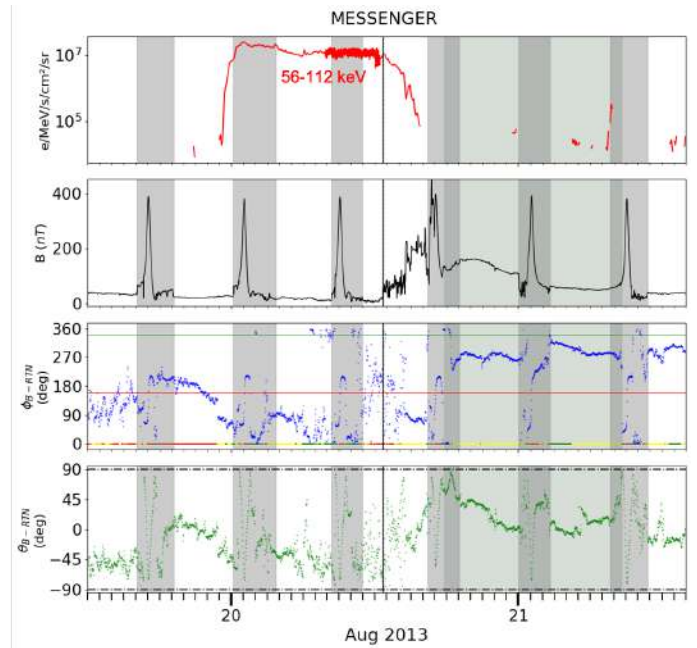 MESSENGER
e/MeV/s/cm²/sr
10⁷
10⁵
56-112 keV
B (nT)
400
200
0
ϕB−RTN
(deg)
360
270
180
90
0
θB−RTN
(deg)
90
45
0
−45
−90
20
21
Aug 2013